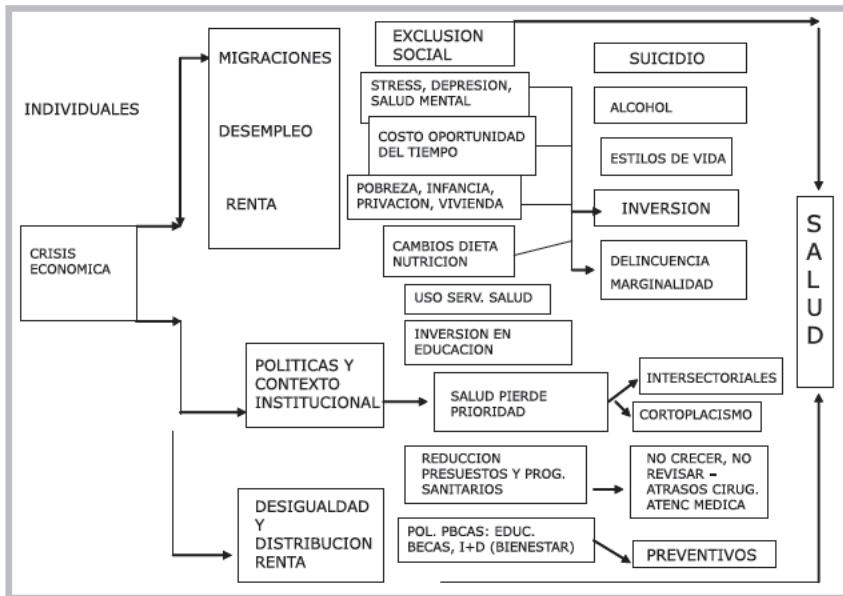 INDIVIDUALES
CRISIS
ECONOMICA
MIGRACIONES
DESEMPLEO
RENTA
EXCLUSION
SOCIAL
STRESS, DEPRESION,
SALUD MENTAL
COSTO OPORTUNIDAD
DEL TIEMPO
POBREZA, INFANCIA,
PRIVACION, VIVIENDA
CAMBIOS DIETA
NUTRICION
USO SERV. SALUD
INVERSION EN
EDUCACION
SUICIDIO
ALCOHOL
ESTILOS DE VIDA
INVERSION
DELINCUENCIA
MARGINALIDAD
POLITICAS Y
CONTEXTO
INSTITUCIONAL
SALUD PIERDE
PRIORIDAD
INTERSECTORIALES
CORTOPLACISMO
REDUCCION
PRESUESTOS Y PROG.
SANITARIOS
NO CRECER, NO
REVISAR –
ATRASOS CIRUG.
ATENC MEDICA
DESIGUALDAD
Y
DISTRIBUCION
RENTA
POL. PBCAS: EDUC.
BECAS, I+D (BIENESTAR)
PREVENTIVOS
SALUD